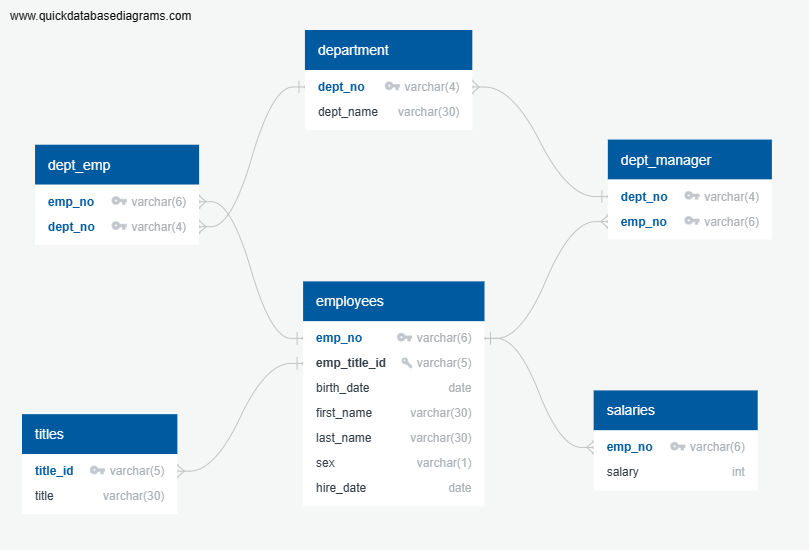 www.quickdatabasediagrams.com
department
dept_no varchar(4)
dept_name varchar(30)
dept_emp
emp_no varchar(6)
dept_no varchar(4)
dept_manager
dept_no varchar(4)
emp_no varchar(6)
employees
emp_no varchar(6)
emp_title_id varchar(5)
birth_date date
first_name varchar(30)
last_name varchar(30)
sex varchar(1)
hire_date date
titles
title_id varchar(5)
title varchar(30)
salaries
emp_no varchar(6)
salary int